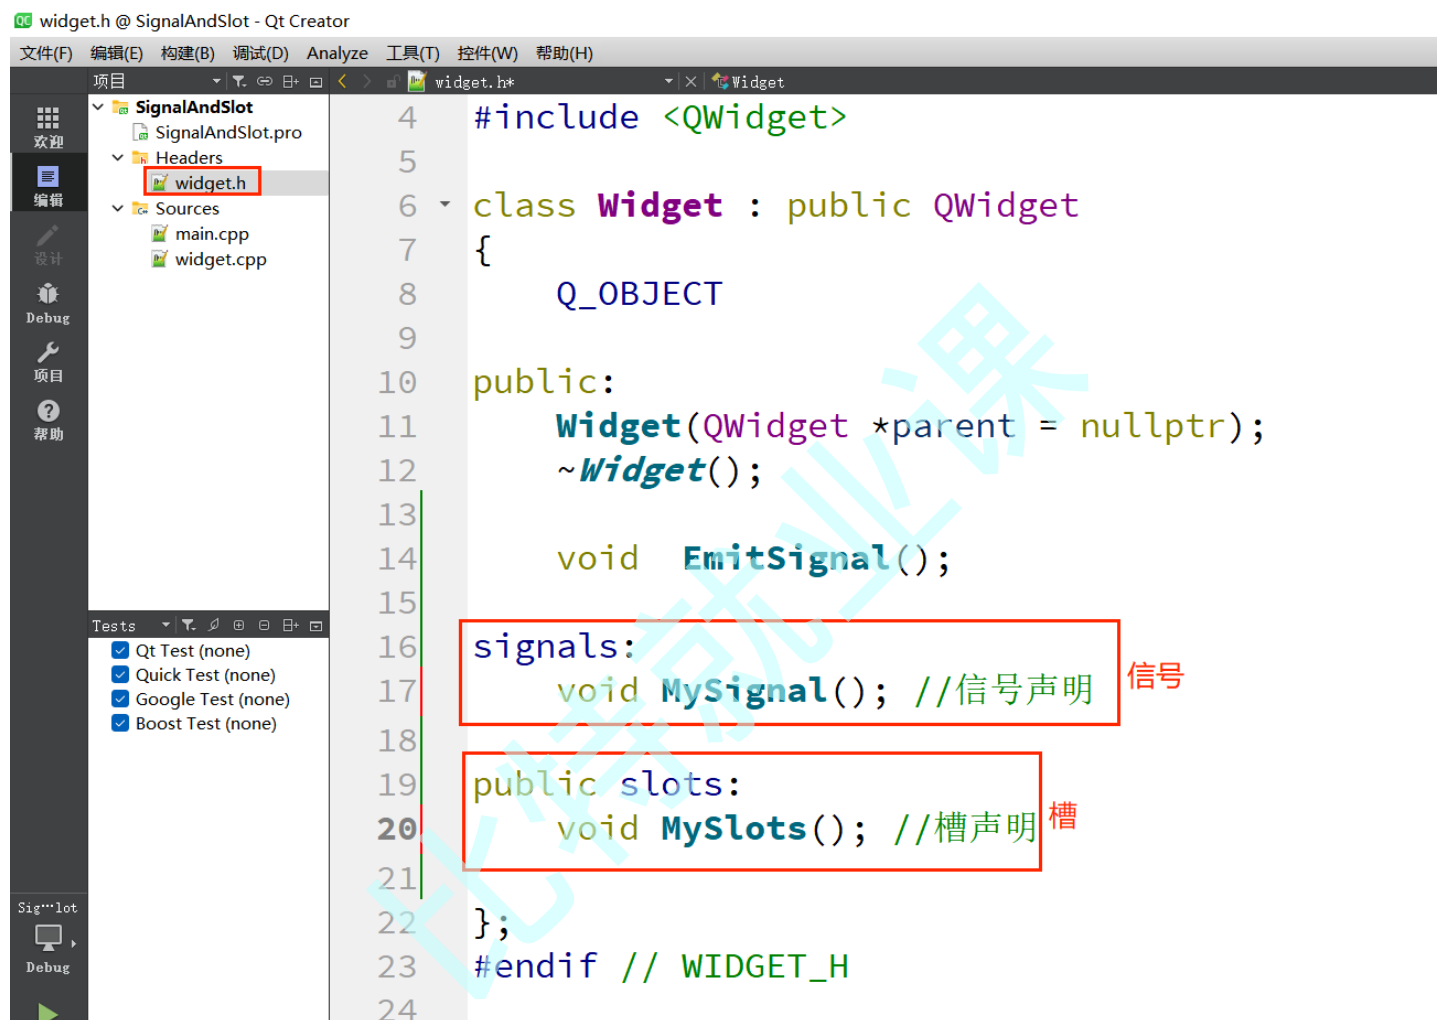 widget.h @ SignalAndSlot - Qt Creator
文件(F) 编辑(E) 构建(B) 调试(D) Analyze 工具(T) 控件(W) 帮助(H)
项目
widget.h*
Widget
欢迎
编辑
设计
Debug
项目
帮助
SignalAndSlot
SignalAndSlot.pro
Headers
widget.h
Sources
main.cpp
widget.cpp
Tests
Qt Test (none)
Quick Test (none)
Google Test (none)
Boost Test (none)
Sig···lot
Debug
4 #include <QWidget>
5
6 class Widget : public QWidget
7 {
8 Q_OBJECT
9
10 public:
11 Widget(QWidget *parent = nullptr);
12 ~Widget();
13
14 void  EmitSignal();
15
16 signals:
17 void MySignal(); //信号声明
信号
18
19 public slots:
20 void MySlots(); //槽声明
槽
21
22 };
23 #endif // WIDGET_H
24
比特就业课